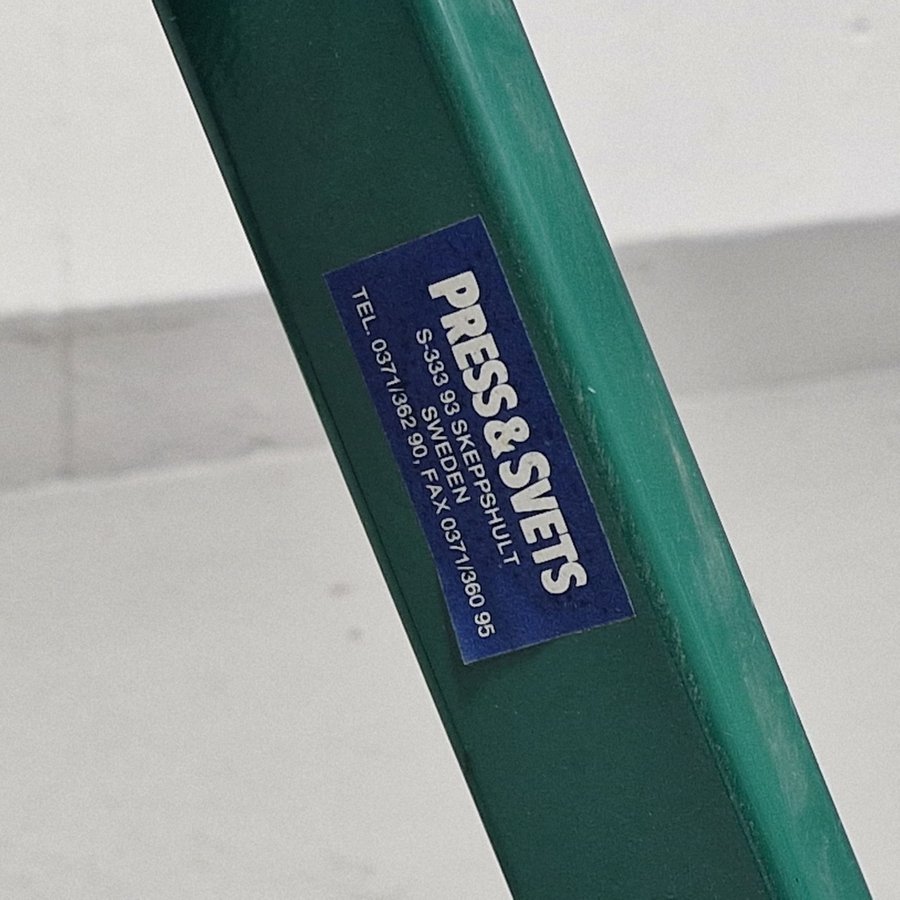 PRESS & SVETS
S-333 93 SKEPPSHULT
SWEDEN
TEL. 0371/362 90, FAX 0371/360 95